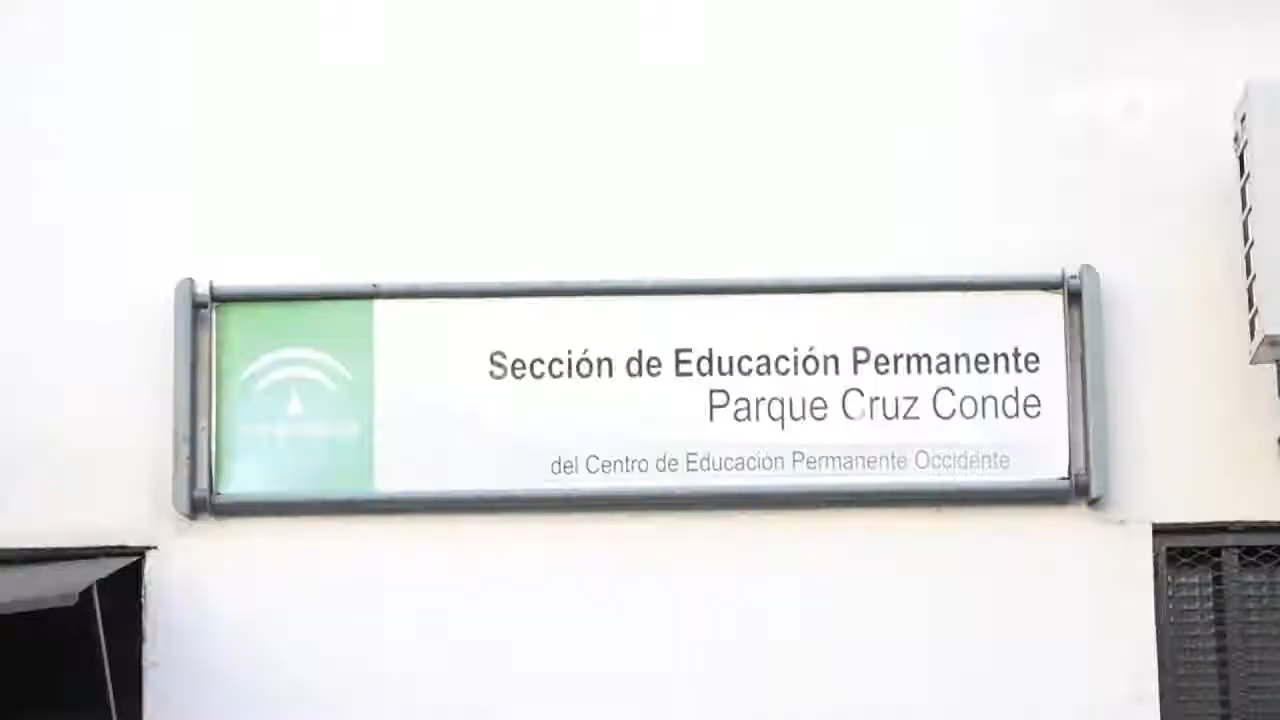 Sección de Educación Permanente
Parque Cruz Conde
del Centro de Educación Permanente Occidente